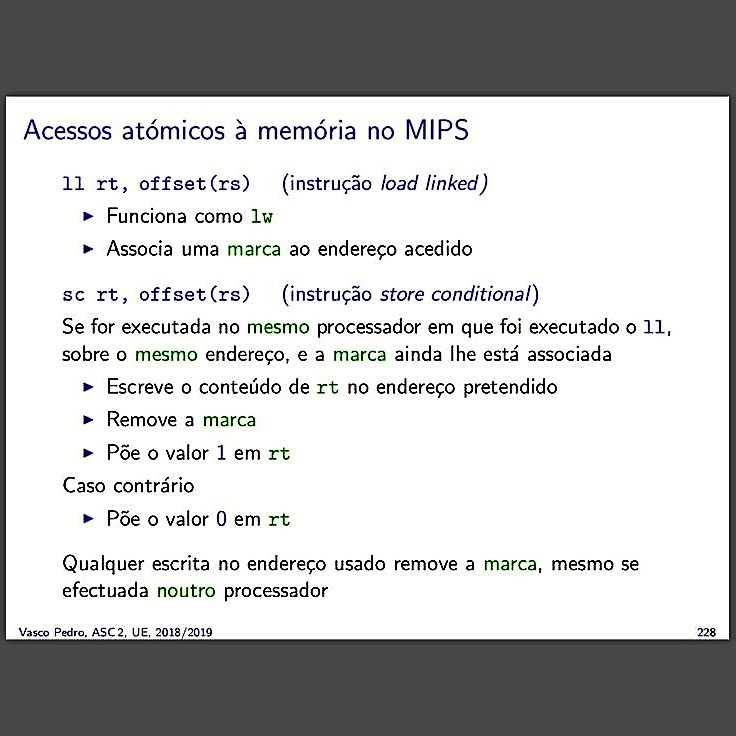 Acessos atómicos à memória no MIPS
ll rt, offset(rs) (instrução load linked)
► Funciona como lw
► Associa uma marca ao endereço acedido
sc rt, offset(rs) (instrução store conditional)
Se for executada no mesmo processador em que foi executado o ll,
sobre o mesmo endereço, e a marca ainda lhe está associada
► Escreve o conteúdo de rt no endereço pretendido
► Remove a marca
► Põe o valor 1 em rt
Caso contrário
► Põe o valor 0 em rt
Qualquer escrita no endereço usado remove a marca, mesmo se
efectuada noutro processador
Vasco Pedro, ASC 2, UE, 2018/2019 228